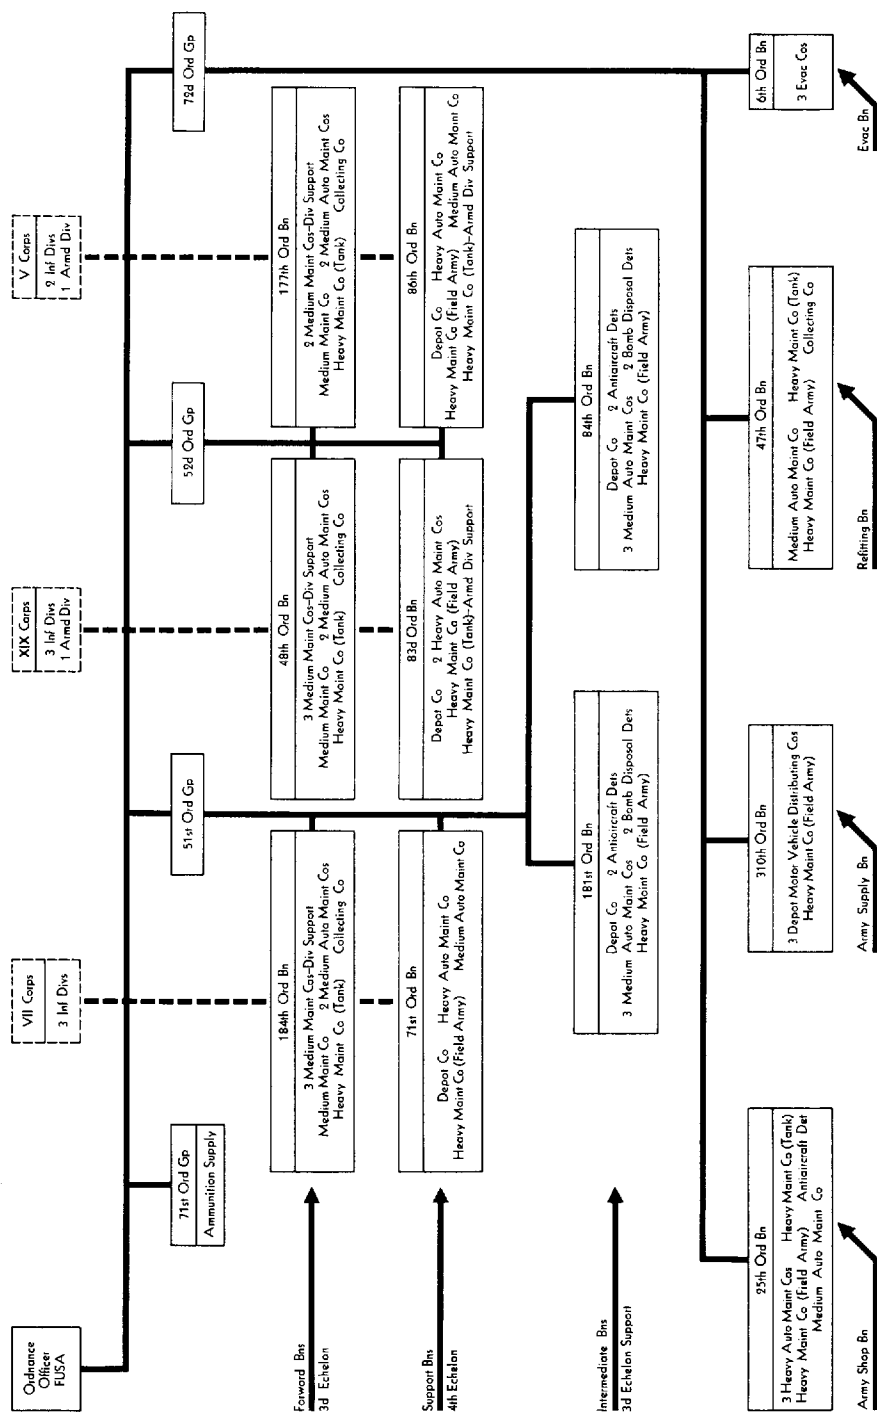 Ordnance
Officer
FUSA
71st Ord Gp
Ammunition Supply
51st Ord Gp
52d Ord Gp
72d Ord Gp
VII Corps
3 Inf Divs
XIX Corps
3 Inf Divs
1 Armd Div
V Corps
2 Inf Divs
1 Armd Div
Forward Bns
3d Echelon
184th Ord Bn
3 Medium Maint Cos-Div Support
Medium Maint Co 2 Medium Auto Maint Cos
Heavy Maint Co (Tank) Collecting Co
48th Ord Bn
3 Medium Maint Cos-Div Support
Medium Maint Co 2 Medium Auto Maint Cos
Heavy Maint Co (Tank) Collecting Co
177th Ord Bn
2 Medium Maint Cos-Div Support
Medium Maint Co 2 Medium Auto Maint Cos
Heavy Maint Co (Tank) Collecting Co
Support Bns
4th Echelon
71st Ord Bn
Depot Co Heavy Auto Maint Co
Heavy Maint Co (Field Army) Medium Auto Maint Co
83d Ord Bn
Depot Co 2 Heavy Auto Maint Cos
Heavy Maint Co (Field Army)
Heavy Maint Co (Tank)-Armd Div Support
86th Ord Bn
Depot Co Heavy Auto Maint Co
Heavy Maint Co (Field Army) Medium Auto Maint Co
Heavy Maint Co (Tank)-Armd Div Support
Intermediate Bns
3d Echelon Support
181st Ord Bn
Depot Co 2 Antiaircraft Dets
3 Medium Auto Maint Cos 2 Bomb Disposal Dets
Heavy Maint Co (Field Army)
84th Ord Bn
Depot Co 2 Antiaircraft Dets
3 Medium Auto Maint Cos 2 Bomb Disposal Dets
Heavy Maint Co (Field Army)
25th Ord Bn
3 Heavy Auto Maint Cos Heavy Maint Co (Tank)
Heavy Maint Co (Field Army) Antiaircraft Det
Medium Auto Maint Co
Army Shop Bn
310th Ord Bn
3 Depot Motor Vehicle Distributing Cos
Heavy Maint Co (Field Army)
Army Supply Bn
47th Ord Bn
Medium Auto Maint Co Heavy Maint Co (Tank)
Heavy Maint Co (Field Army) Collecting Co
Refitting Bn
6th Ord Bn
3 Evac Cos
Evac Bn